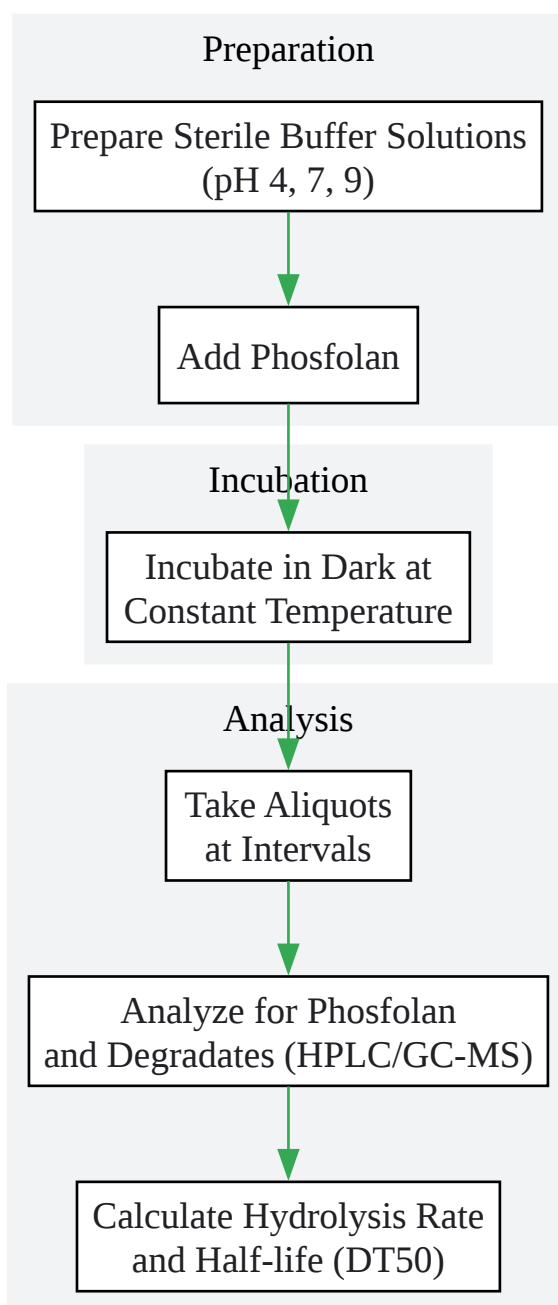 Preparation
Prepare Sterile Buffer Solutions
(pH 4, 7, 9)
Add Phosfolan
Incubation
Incubate in Dark at
Constant Temperature
Analysis
Take Aliquots
at Intervals
Analyze for Phosfolan
and Degradates (HPLC/GC-MS)
Calculate Hydrolysis Rate
and Half-life (DT50)